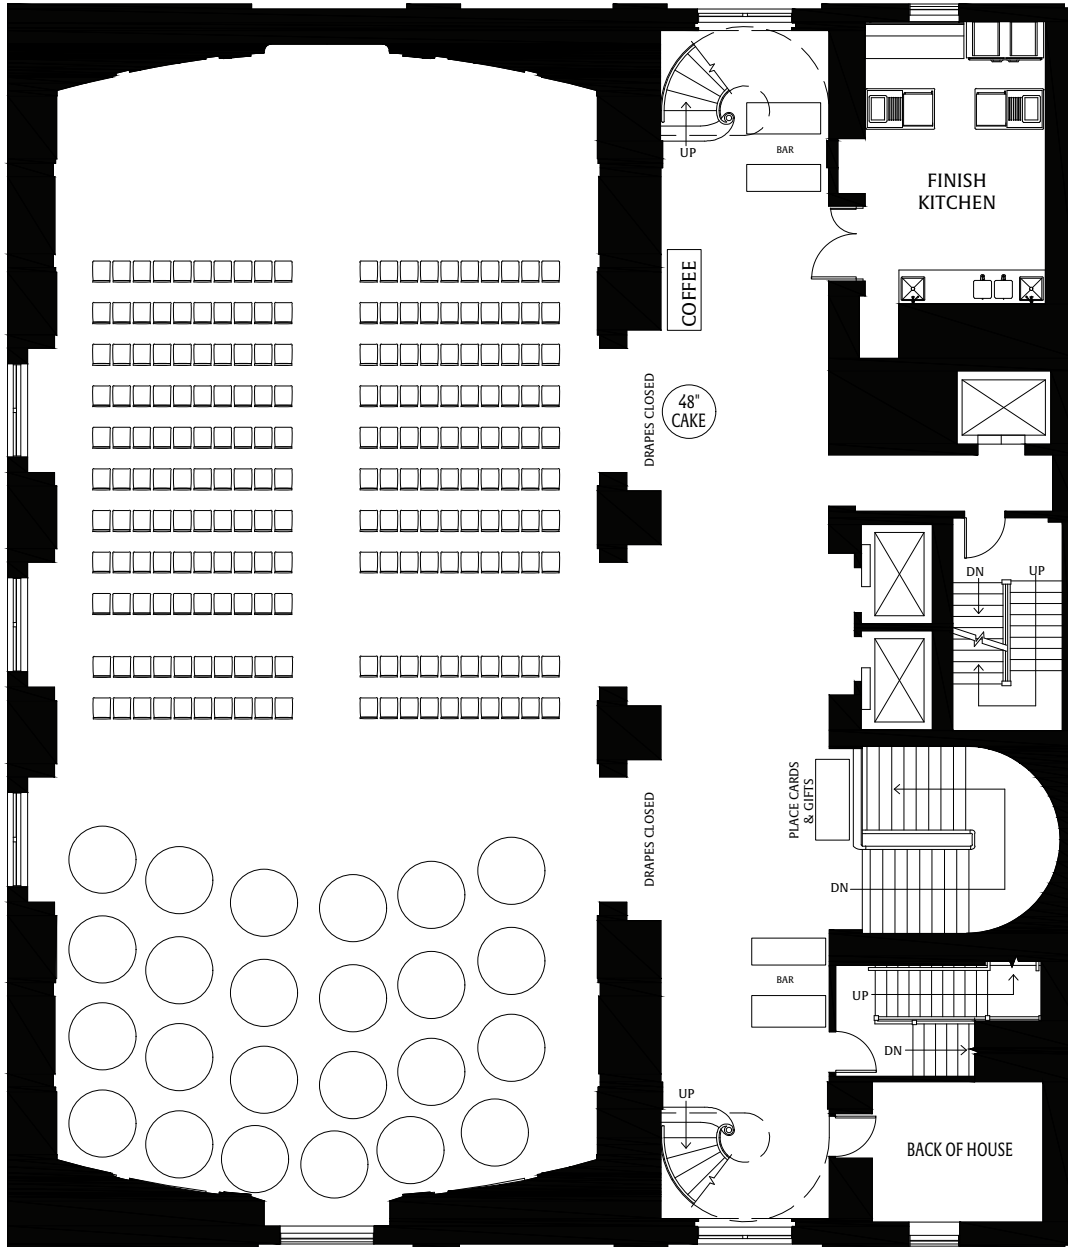 UP
BAR
FINISH
KITCHEN
COFFEE
DRAPES CLOSED
48"
CAKE
DN
UP
PLACE CARDS
& GIFTS
DRAPES CLOSED
DN
BAR
UP
DN
UP
BACK OF HOUSE